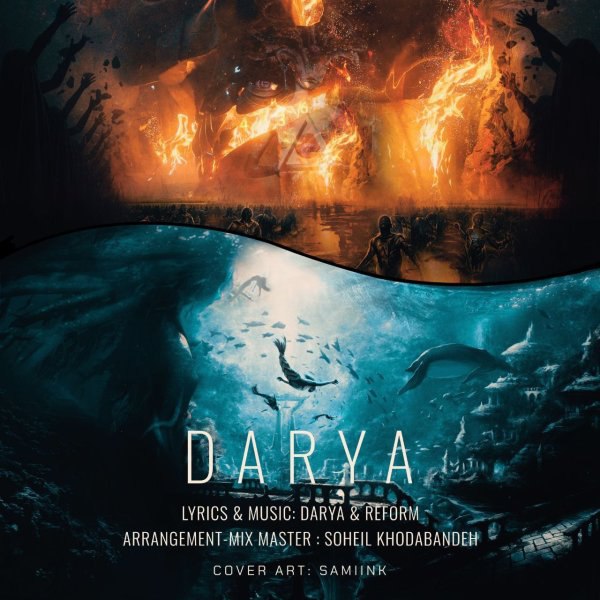 DARYA
LYRICS & MUSIC: DARYA & REFORM
ARRANGEMENT-MIX MASTER : SOHEIL KHODABANDEH
COVER ART: SAMIINK